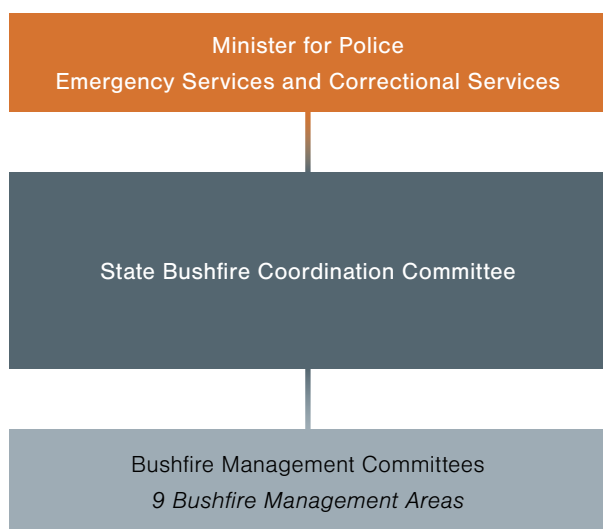 Minister for Police
Emergency Services and Correctional Services
State Bushfire Coordination Committee
Bushfire Management Committees
9 Bushfire Management Areas